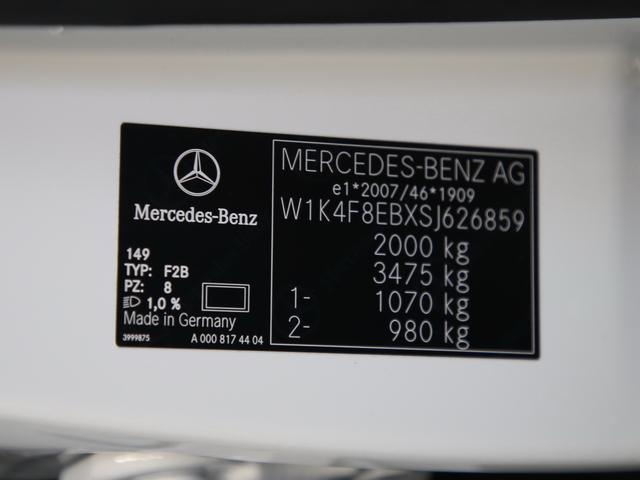 Mercedes-Benz
149
TYP: F2B
PZ: 8
1,0 %
Made in Germany
3999875 A 000 817 44 04
MERCEDES-BENZ AG
e1*2007/46*1909
W1K4F8EBXSJ626859
2000 kg
3475 kg
1- 1070 kg
2- 980 kg